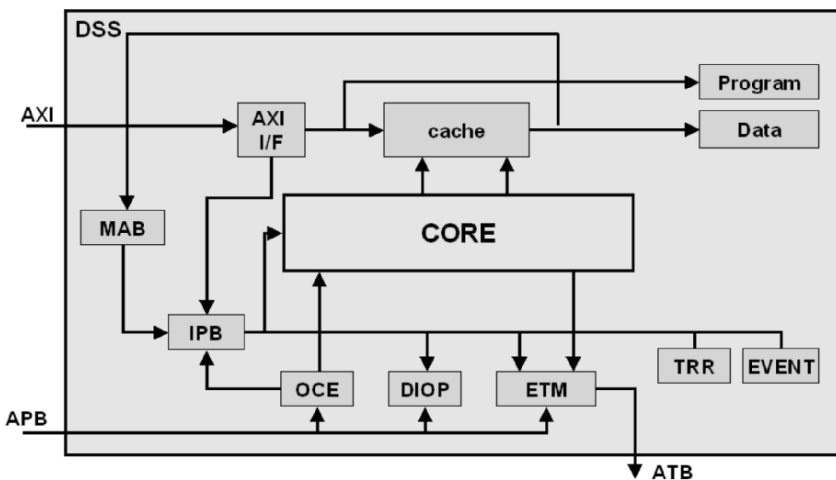 DSS
Program
AXI
AXI
I/F
cache
Data
MAB
CORE
IPB
TRR
EVENT
OCE
DIOP
ETM
APB
ATB